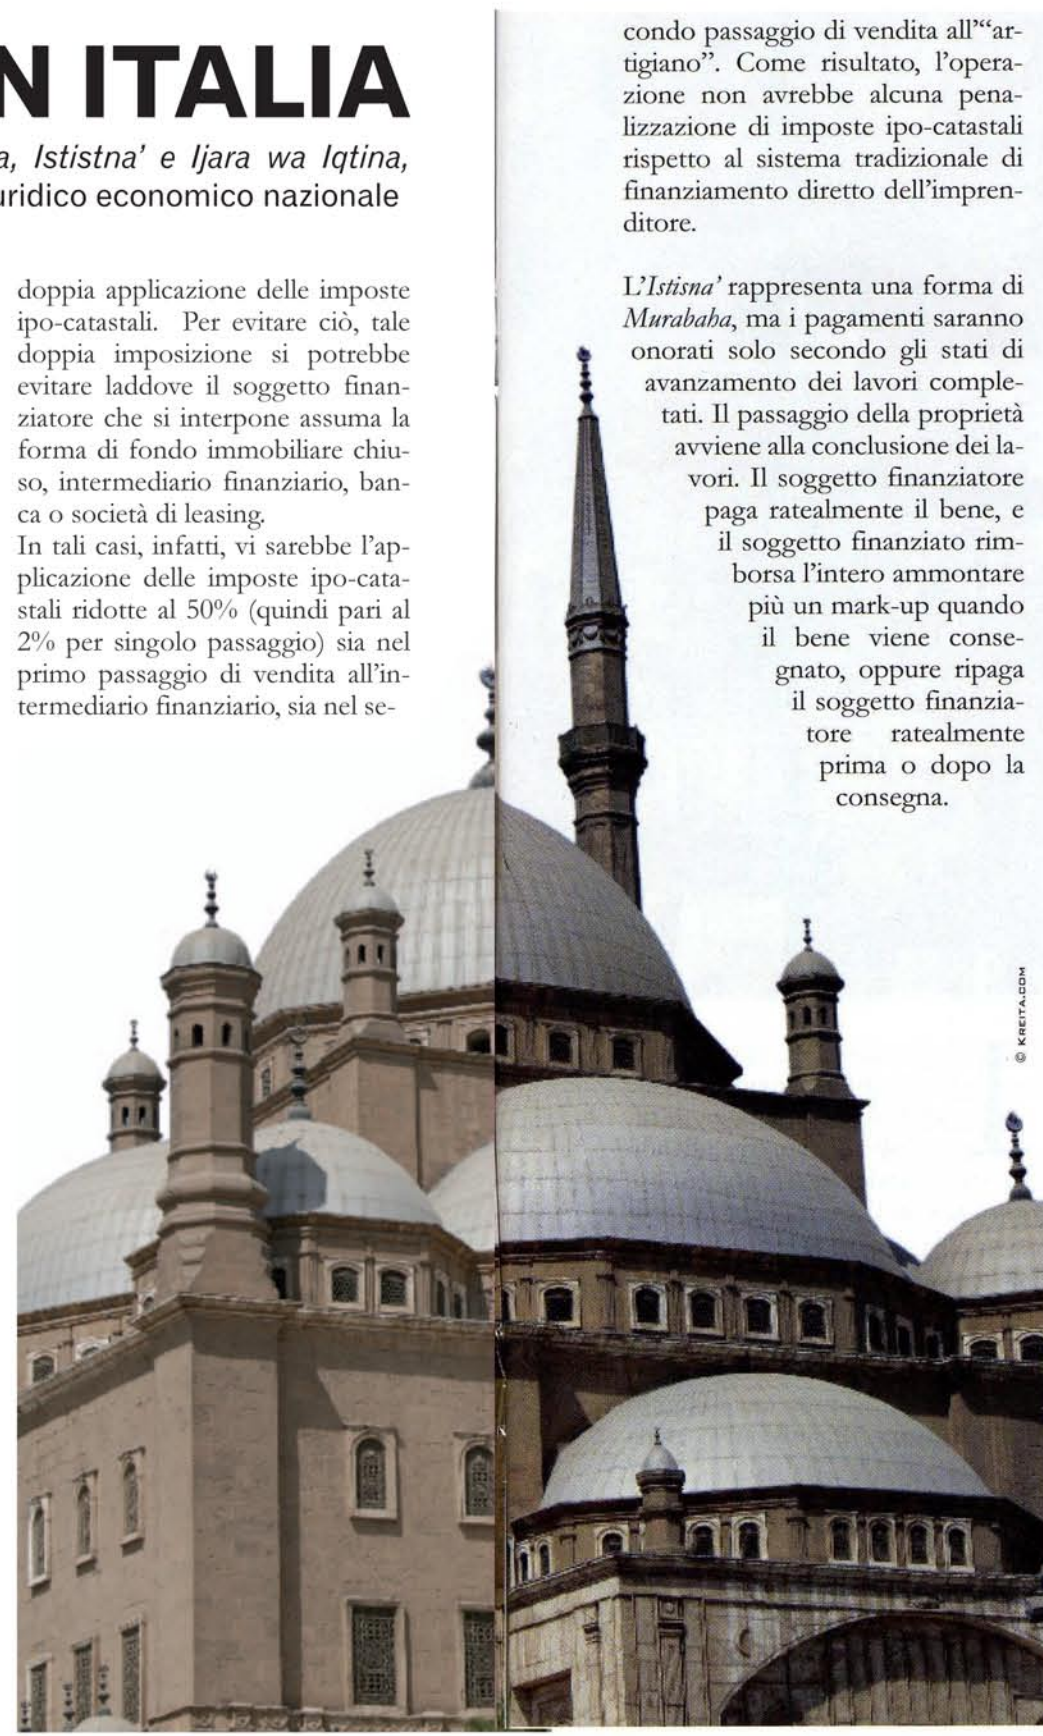 N ITALIA
a, Ististna’ e Ijara wa Iqtina,
uridico economico nazionale
doppia applicazione delle imposte
ipo-catastali. Per evitare ciò, tale
doppia imposizione si potrebbe
evitare laddove il soggetto finan-
ziatore che si interpone assuma la
forma di fondo immobiliare chiu-
so, intermediario finanziario, ban-
ca o società di leasing.
In tali casi, infatti, vi sarebbe l’ap-
plicazione delle imposte ipo-cata-
stali ridotte al 50% (quindi pari al
2% per singolo passaggio) sia nel
primo passaggio di vendita all’in-
termediario finanziario, sia nel se-
condo passaggio di vendita all’“ar-
tigiano”. Come risultato, l’opera-
zione non avrebbe alcuna pena-
lizzazione di imposte ipo-catastali
rispetto al sistema tradizionale di
finanziamento diretto dell’impren-
ditore.
L’Istisna’ rappresenta una forma di
Murabaha, ma i pagamenti saranno
onorati solo secondo gli stati di
avanzamento dei lavori comple-
tati. Il passaggio della proprietà
avviene alla conclusione dei la-
vori. Il soggetto finanziatore
paga ratealmente il bene, e
il soggetto finanziato rim-
borsa l’intero ammontare
più un mark-up quando
il bene viene conse-
gnato, oppure ripaga
il soggetto finanzia-
tore ratealmente
prima o dopo la
consegna.
© KREITA.COM